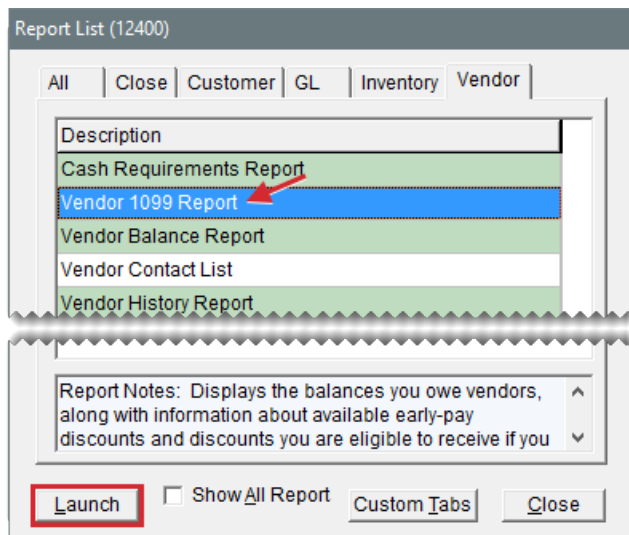 Report List (12400)
All Close Customer GL Inventory Vendor
Description
Cash Requirements Report
Vendor 1099 Report
Vendor Balance Report
Vendor Contact List
Vendor History Report
Report Notes: Displays the balances you owe vendors,
along with information about available early-pay
discounts and discounts you are eligible to receive if you
Launch Show All Report Custom Tabs Close